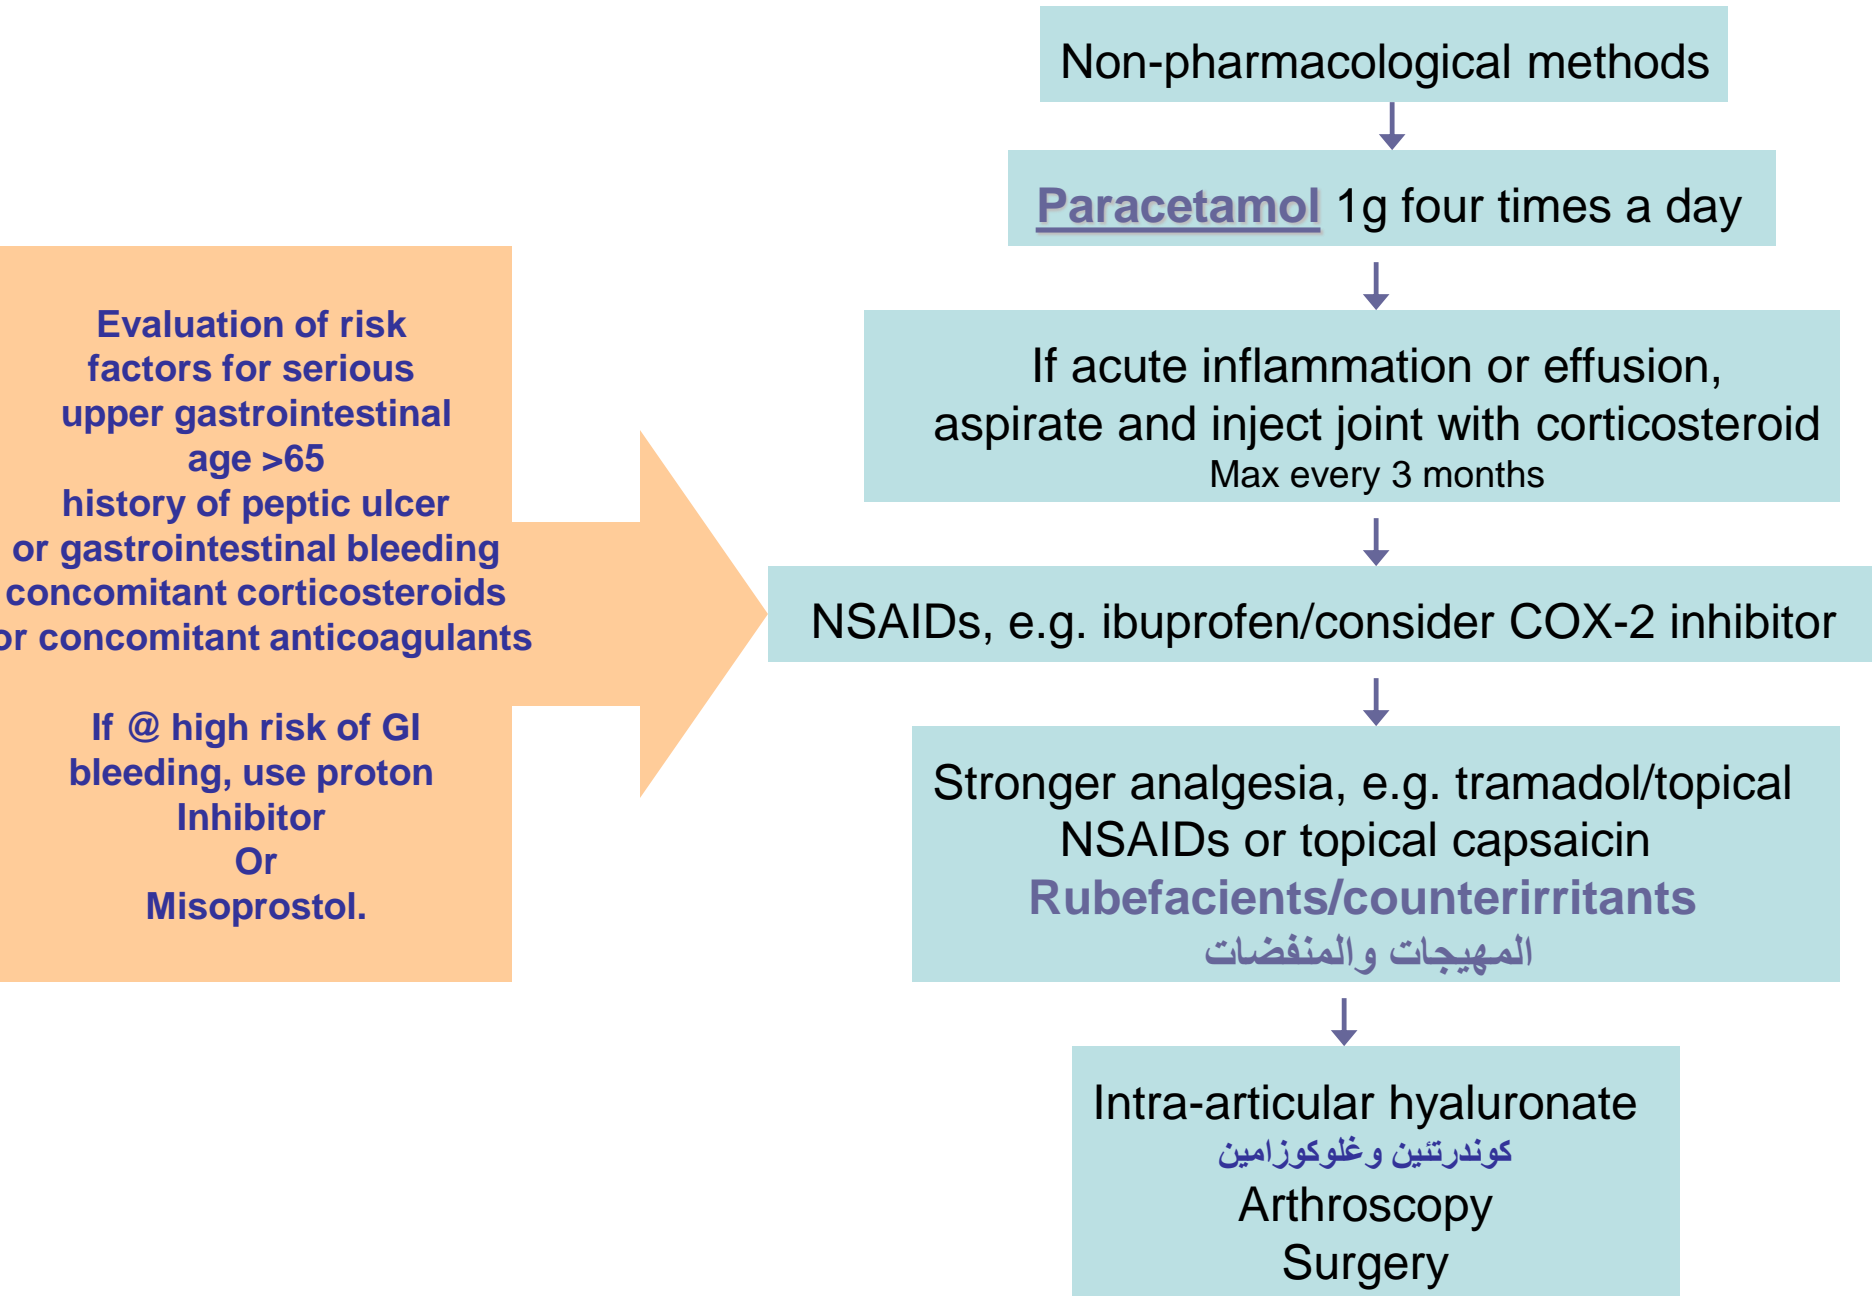 Non-pharmacological methods
Paracetamol 1g four times a day
If acute inflammation or effusion,
aspirate and inject joint with corticosteroid
Max every 3 months
Evaluation of risk
factors for serious
upper gastrointestinal
age >65
history of peptic ulcer
or gastrointestinal bleeding
concomitant corticosteroids
or concomitant anticoagulants
If @ high risk of GI
bleeding, use proton
Inhibitor
Or
Misoprostol.
NSAIDs, e.g. ibuprofen/consider COX-2 inhibitor
Stronger analgesia, e.g. tramadol/topical
NSAIDs or topical capsaicin
Rubefacients/counterirritants
المهيجات والمنفضات
Intra-articular hyaluronate
كوندرتئين وغلوكوزامين
Arthroscopy
Surgery